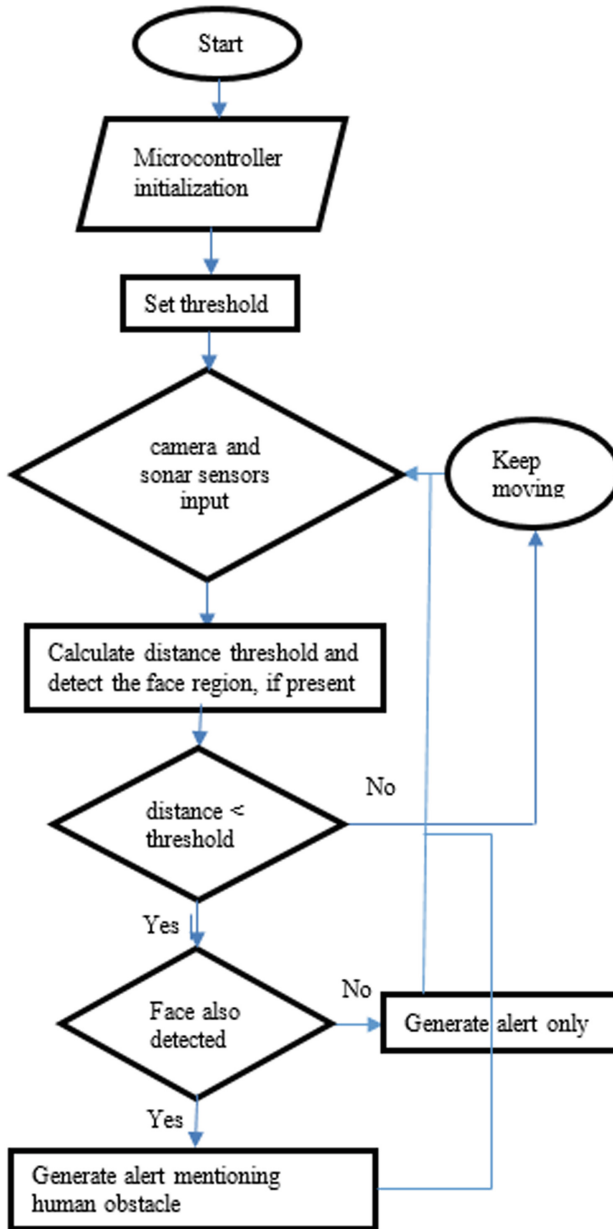 Start
Microcontroller
initialization
Set threshold
camera and
sonar sensors
input
Keep
moving
Calculate distance threshold and
detect the face region, if present
No
distance <
threshold
Yes
No
Face also
detected
Generate alert only
Yes
Generate alert mentioning
human obstacle